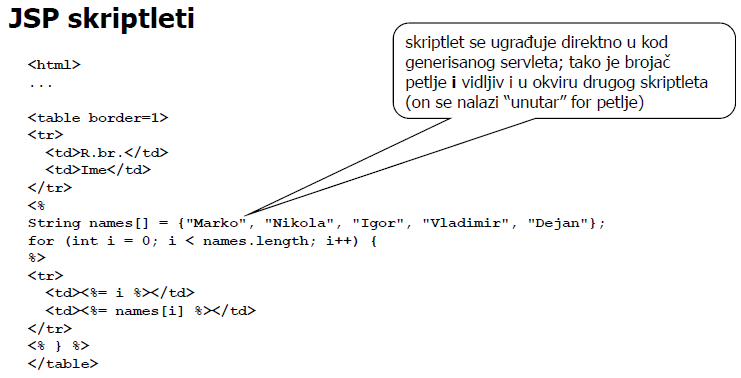 JSP skriptleti
skriptlet se ugrađuje direktno u kod
generisanog servleta; tako je brojač
petlje i vidljiv i u okviru drugog skriptleta
(on se nalazi “unutar” for petlje)
<html>
...
<table border=1>
<tr>
<td>R.br.</td>
<td>Ime</td>
</tr>
<%
String names[] = {"Marko", "Nikola", "Igor", "Vladimir", "Dejan"};
for (int i = 0; i < names.length; i++) {
%>
<tr>
<td><%= i %></td>
<td><%= names[i] %></td>
</tr>
<% } %>
</table>